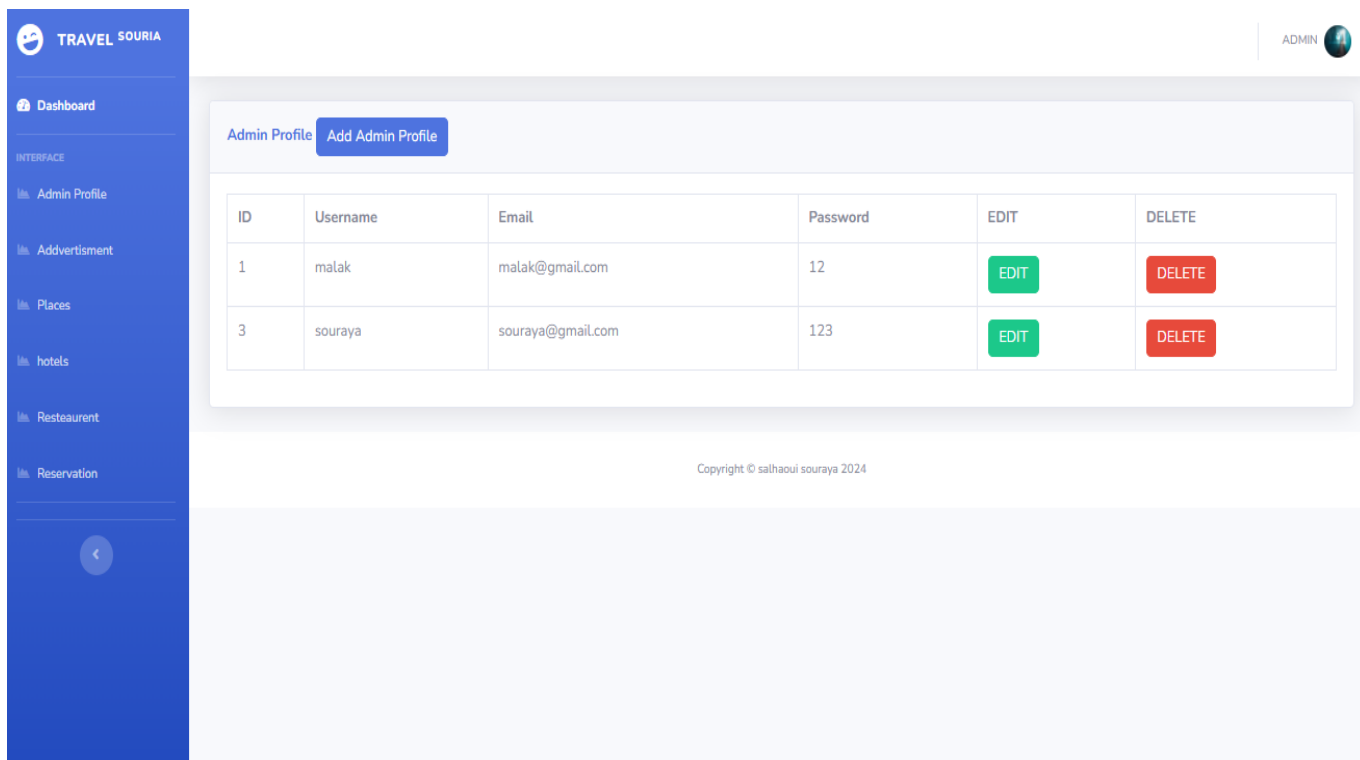 TRAVEL SOURIA
ADMIN
Dashboard
INTERFACE
Admin Profile
Addvertisment
Places
hotels
Resteaurent
Reservation
Admin Profile Add Admin Profile
ID Username Email Password EDIT DELETE
1 malak malak@gmail.com 12 EDIT DELETE
3 souraya souraya@gmail.com 123 EDIT DELETE
Copyright © salhaoui souraya 2024